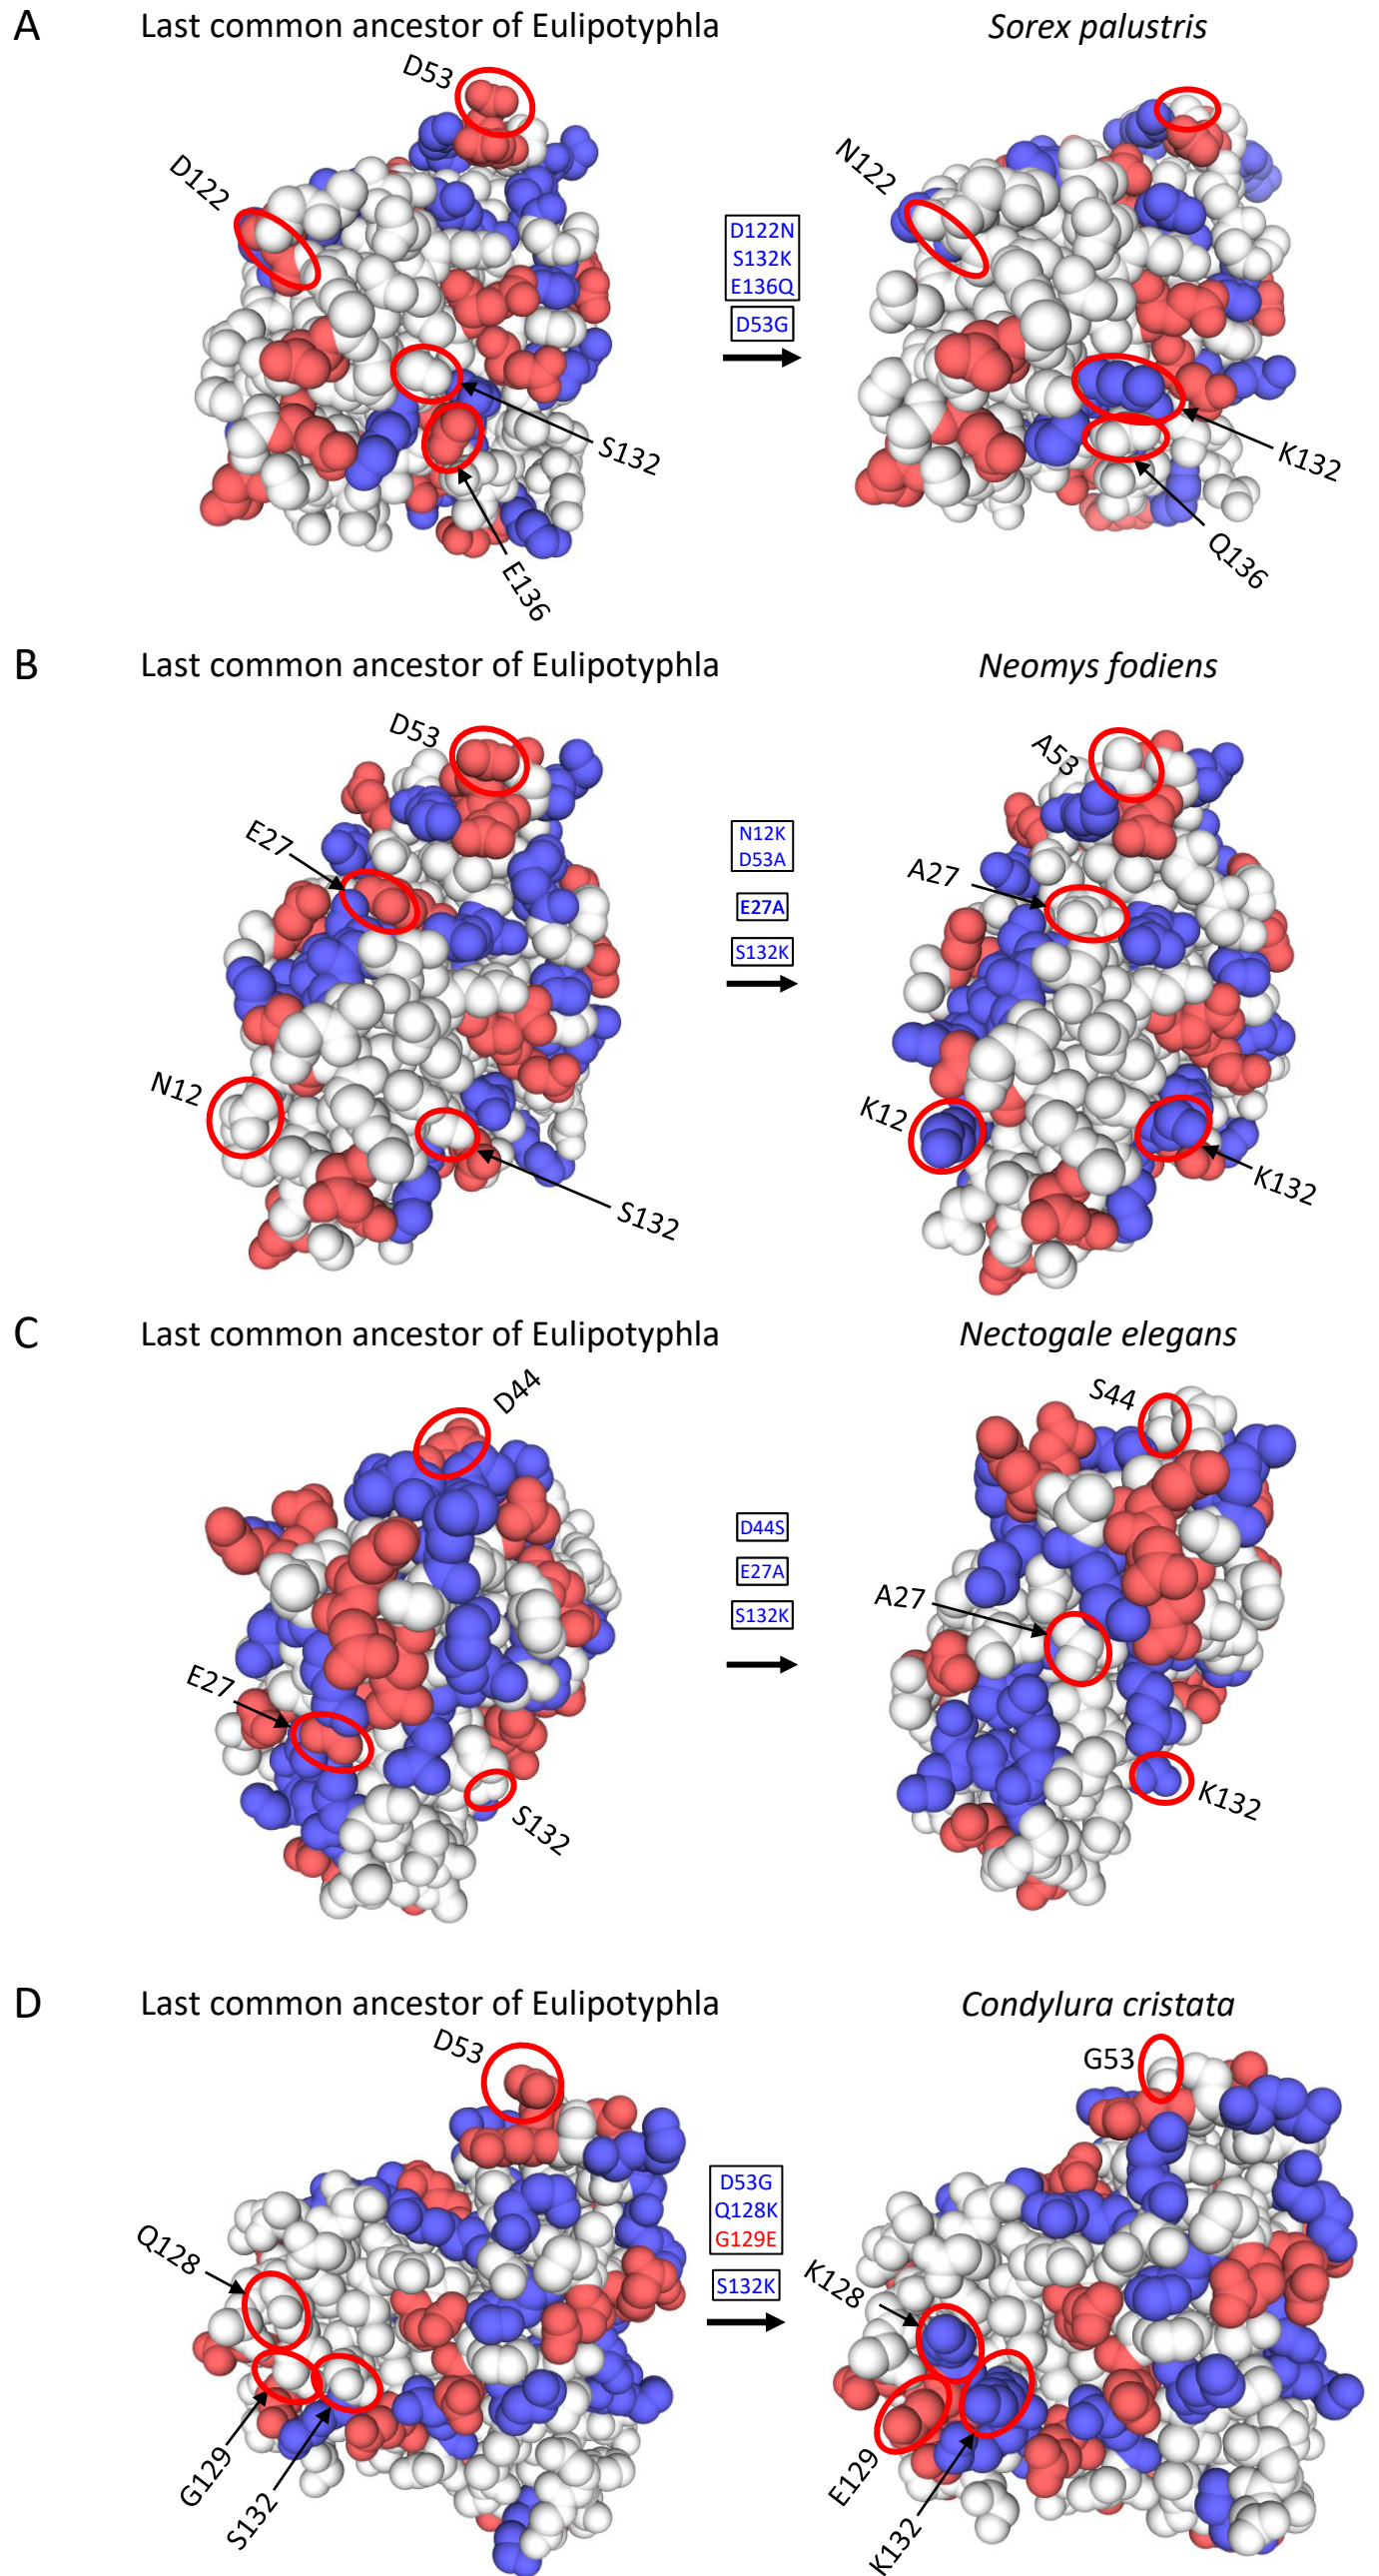 A
Last common ancestor of Eulipotyphla
Sorex palustris
D53
D122
S132
E136
D122N
S132K
E136Q
D53G
N122
K132
Q136
B
Last common ancestor of Eulipotyphla
Neomys fodiens
D53
E27
N12
S132
N12K
D53A
E27A
S132K
A53
A27
K12
K132
C
Last common ancestor of Eulipotyphla
Nectogale elegans
D44
E27
S132
D44S
E27A
S132K
S44
A27
K132
D
Last common ancestor of Eulipotyphla
Condylura cristata
D53
Q128
G129
S132
D53G
Q128K
G129E
S132K
G53
K128
E129
K132